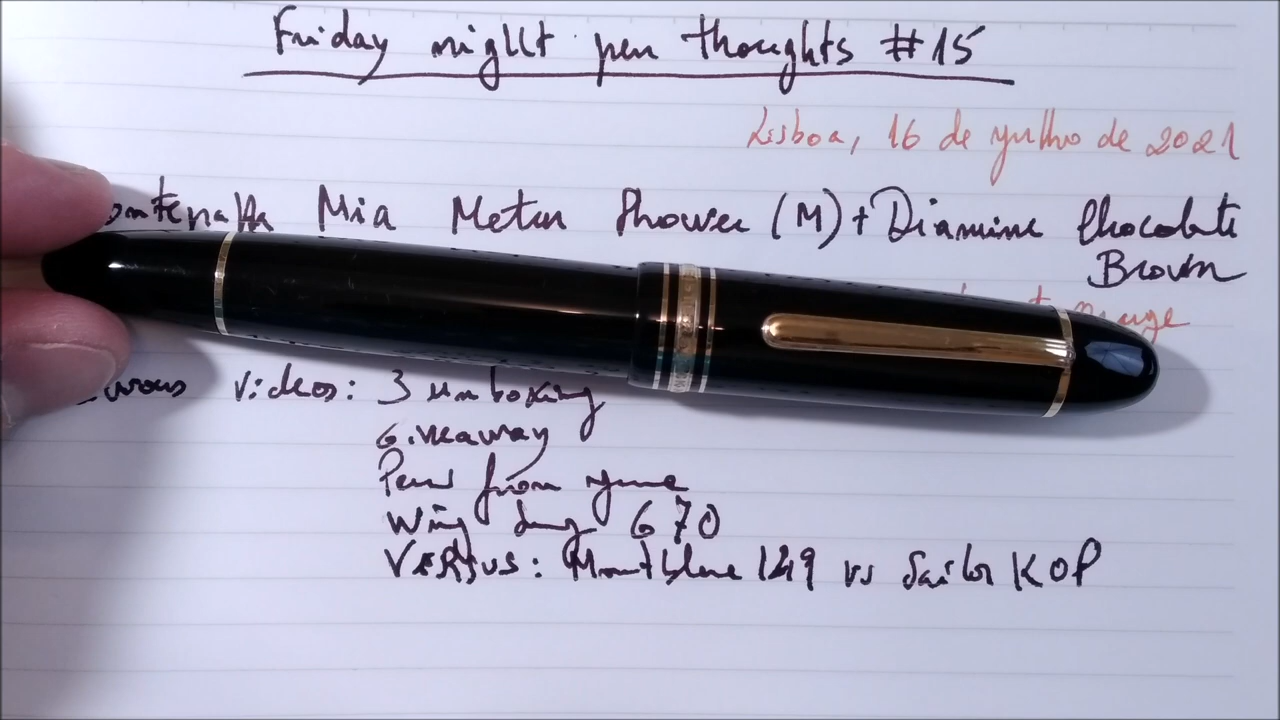 Friday night pen thoughts #15
Lisboa, 16 de julho de 2021
Mia Meteor Shower (M) + Diamine Chocolate
Brown
videos: 3 unboxing
Giveaway
Pens from june
Wing Sung 670
VERSUS: Montblanc 149 vs Sailor KOP